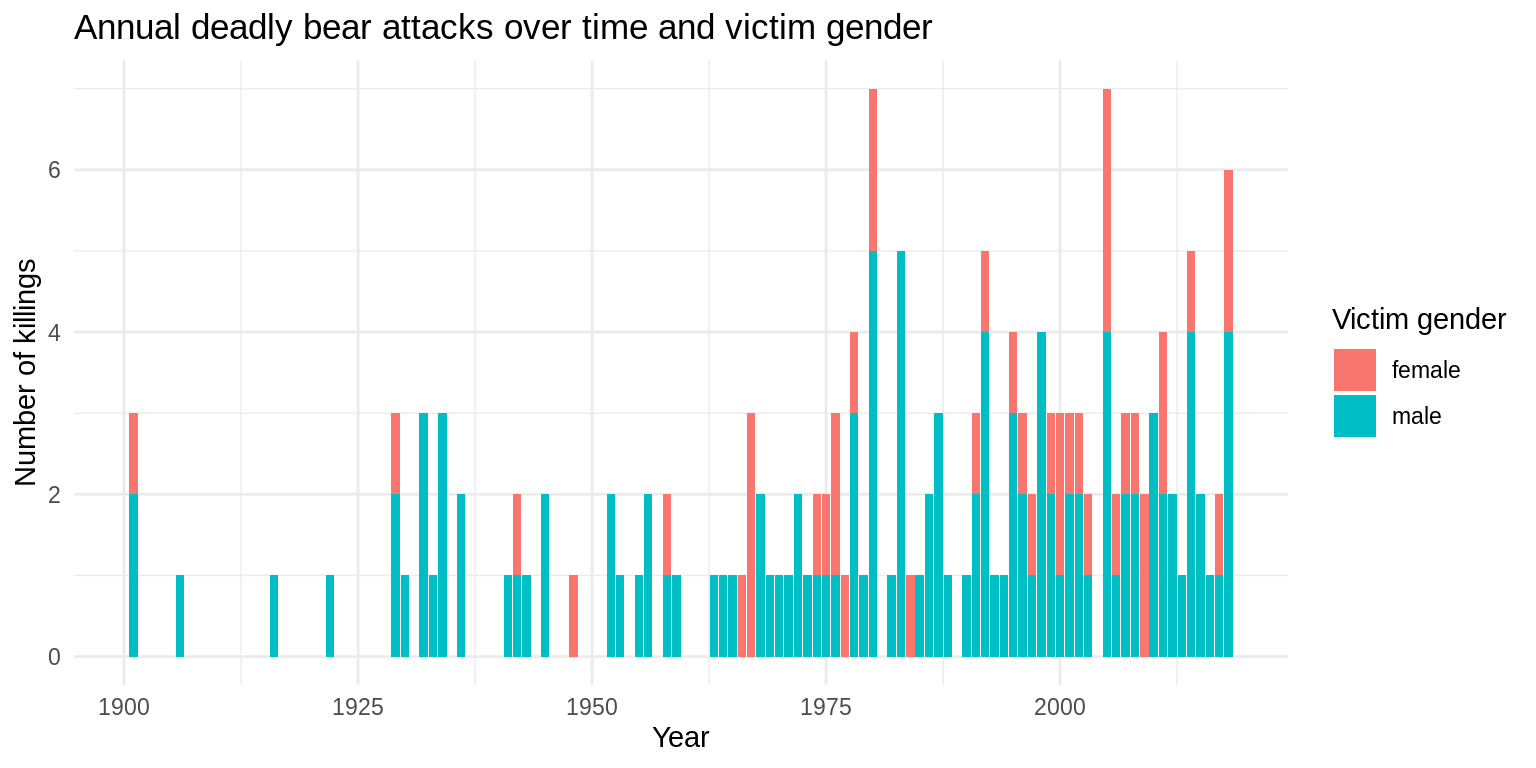 Annual deadly bear attacks over time and victim gender
Number of killings
6
4
2
0
1900
1925
1950
1975
2000
Year
Victim gender
female
male